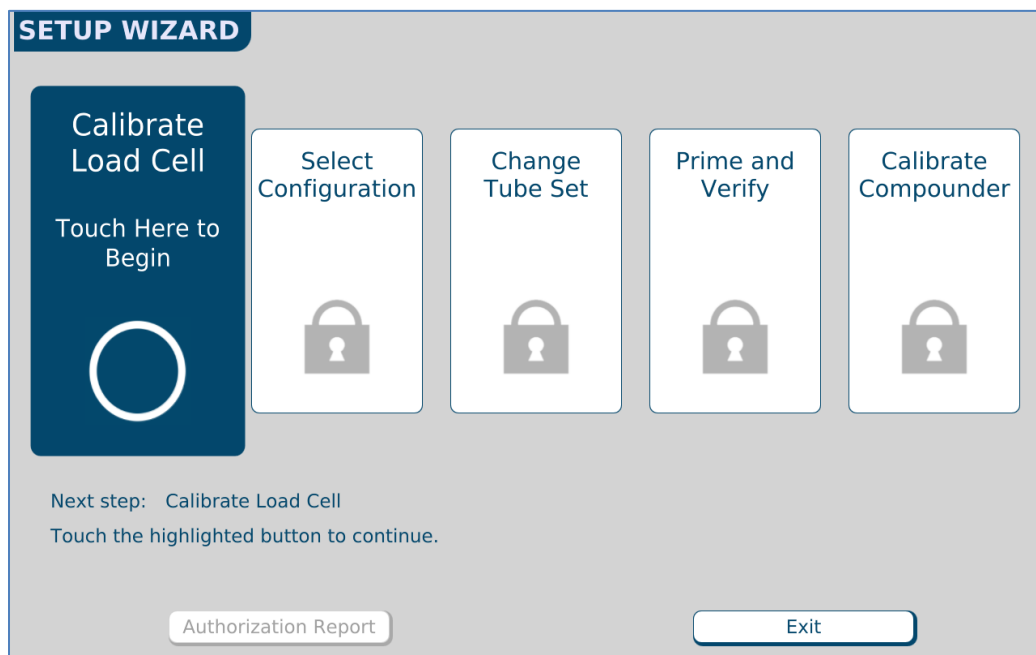 SETUP WIZARD
Calibrate
Load Cell
Touch Here to
Begin
Select
Configuration
Change
Tube Set
Prime and
Verify
Calibrate
Compounder
Next step: Calibrate Load Cell
Touch the highlighted button to continue.
Authorization Report
Exit